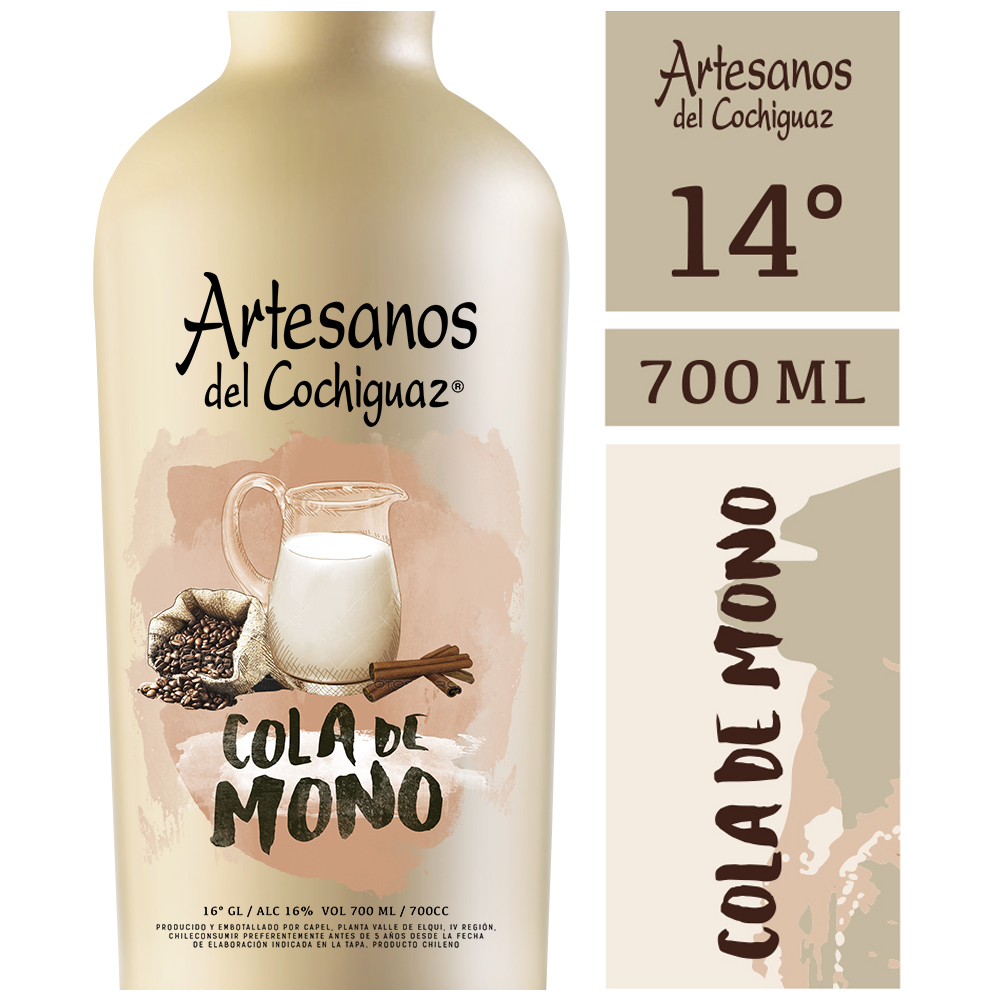 Artesanos
del Cochiguaz®
COLA DE
MONO
16° GL / ALC 16% VOL 700 ML / 700CC
PRODUCIDO Y EMBOTALLADO POR CAPEL, PLANTA VALLE DE ELQUI, IV REGIÓN,
CHILECONSUMIR PREFERENTEMENTE ANTES DE 5 AÑOS DESDE LA FECHA
DE ELABORACIÓN INDICADA EN LA TAPA. PRODUCTO CHILENO
Artesanos
del Cochiguaz
14°
700 ML
COLA DE MONO